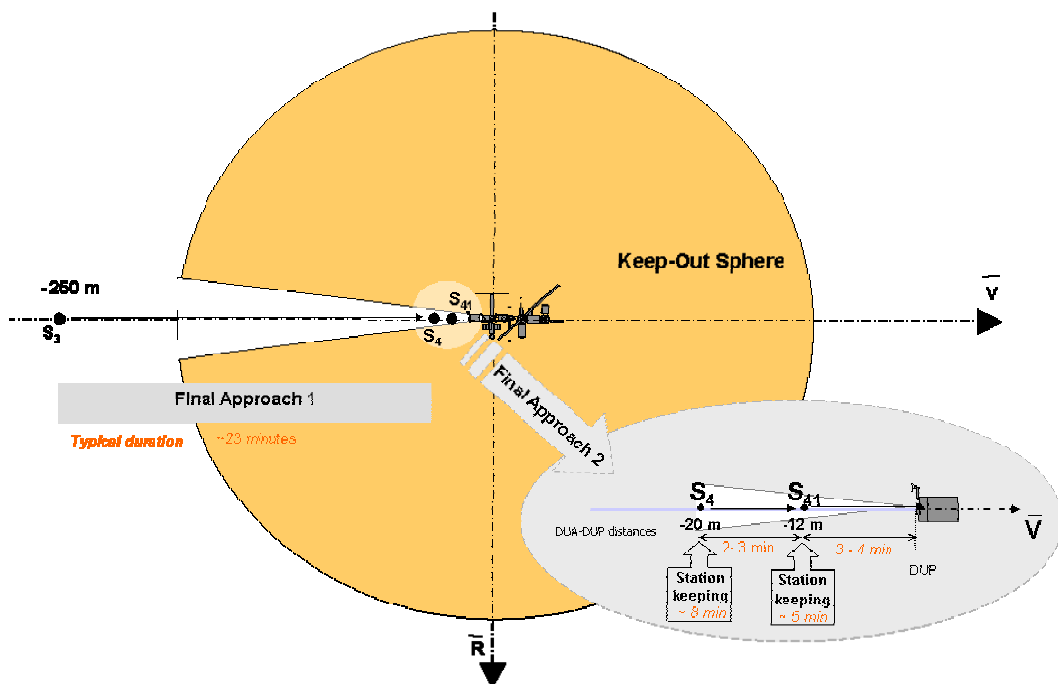 Keep-Out Sphere
V
-250 m
S41
S3
S4
Final Approach 1
Typical duration ~23 minutes
Final Approach 2
S4 S41
V
-20 m -12 m
DUA-DUP distances
2- 3 min 3 - 4 min
DUP
Station keeping ~ 8 min
Station keeping ~ 5 min
R